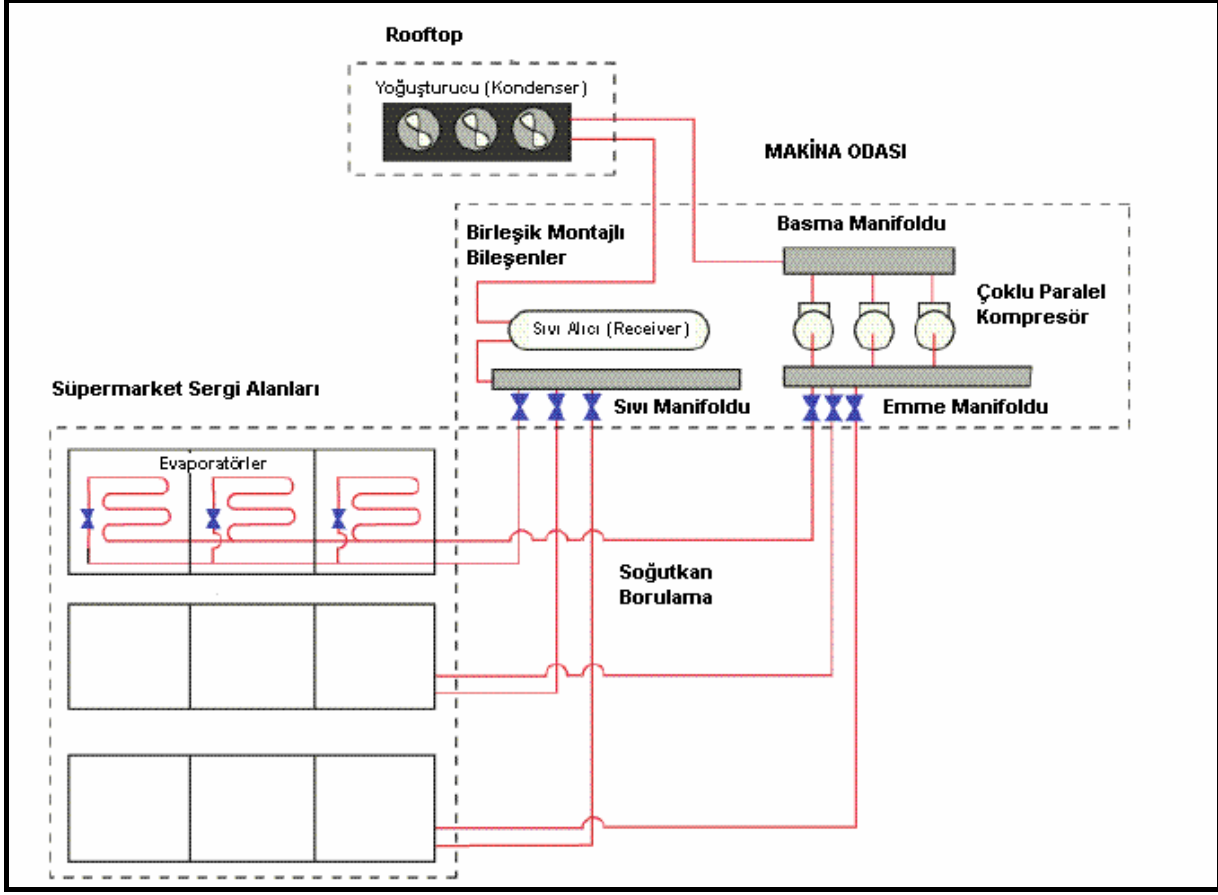 Rooftop
Yoğuşturucu (Kondenser)
MAKİNA ODASI
Birleşik Montajlı
Bileşenler
Basma Manifoldu
Çoklu Paralel
Kompresör
Sıvı Alıcı (Receiver)
Süpermarket Sergi Alanları
Sıvı Manifoldu
Emme Manifoldu
Evaporatörler
Soğutkan
Borulama